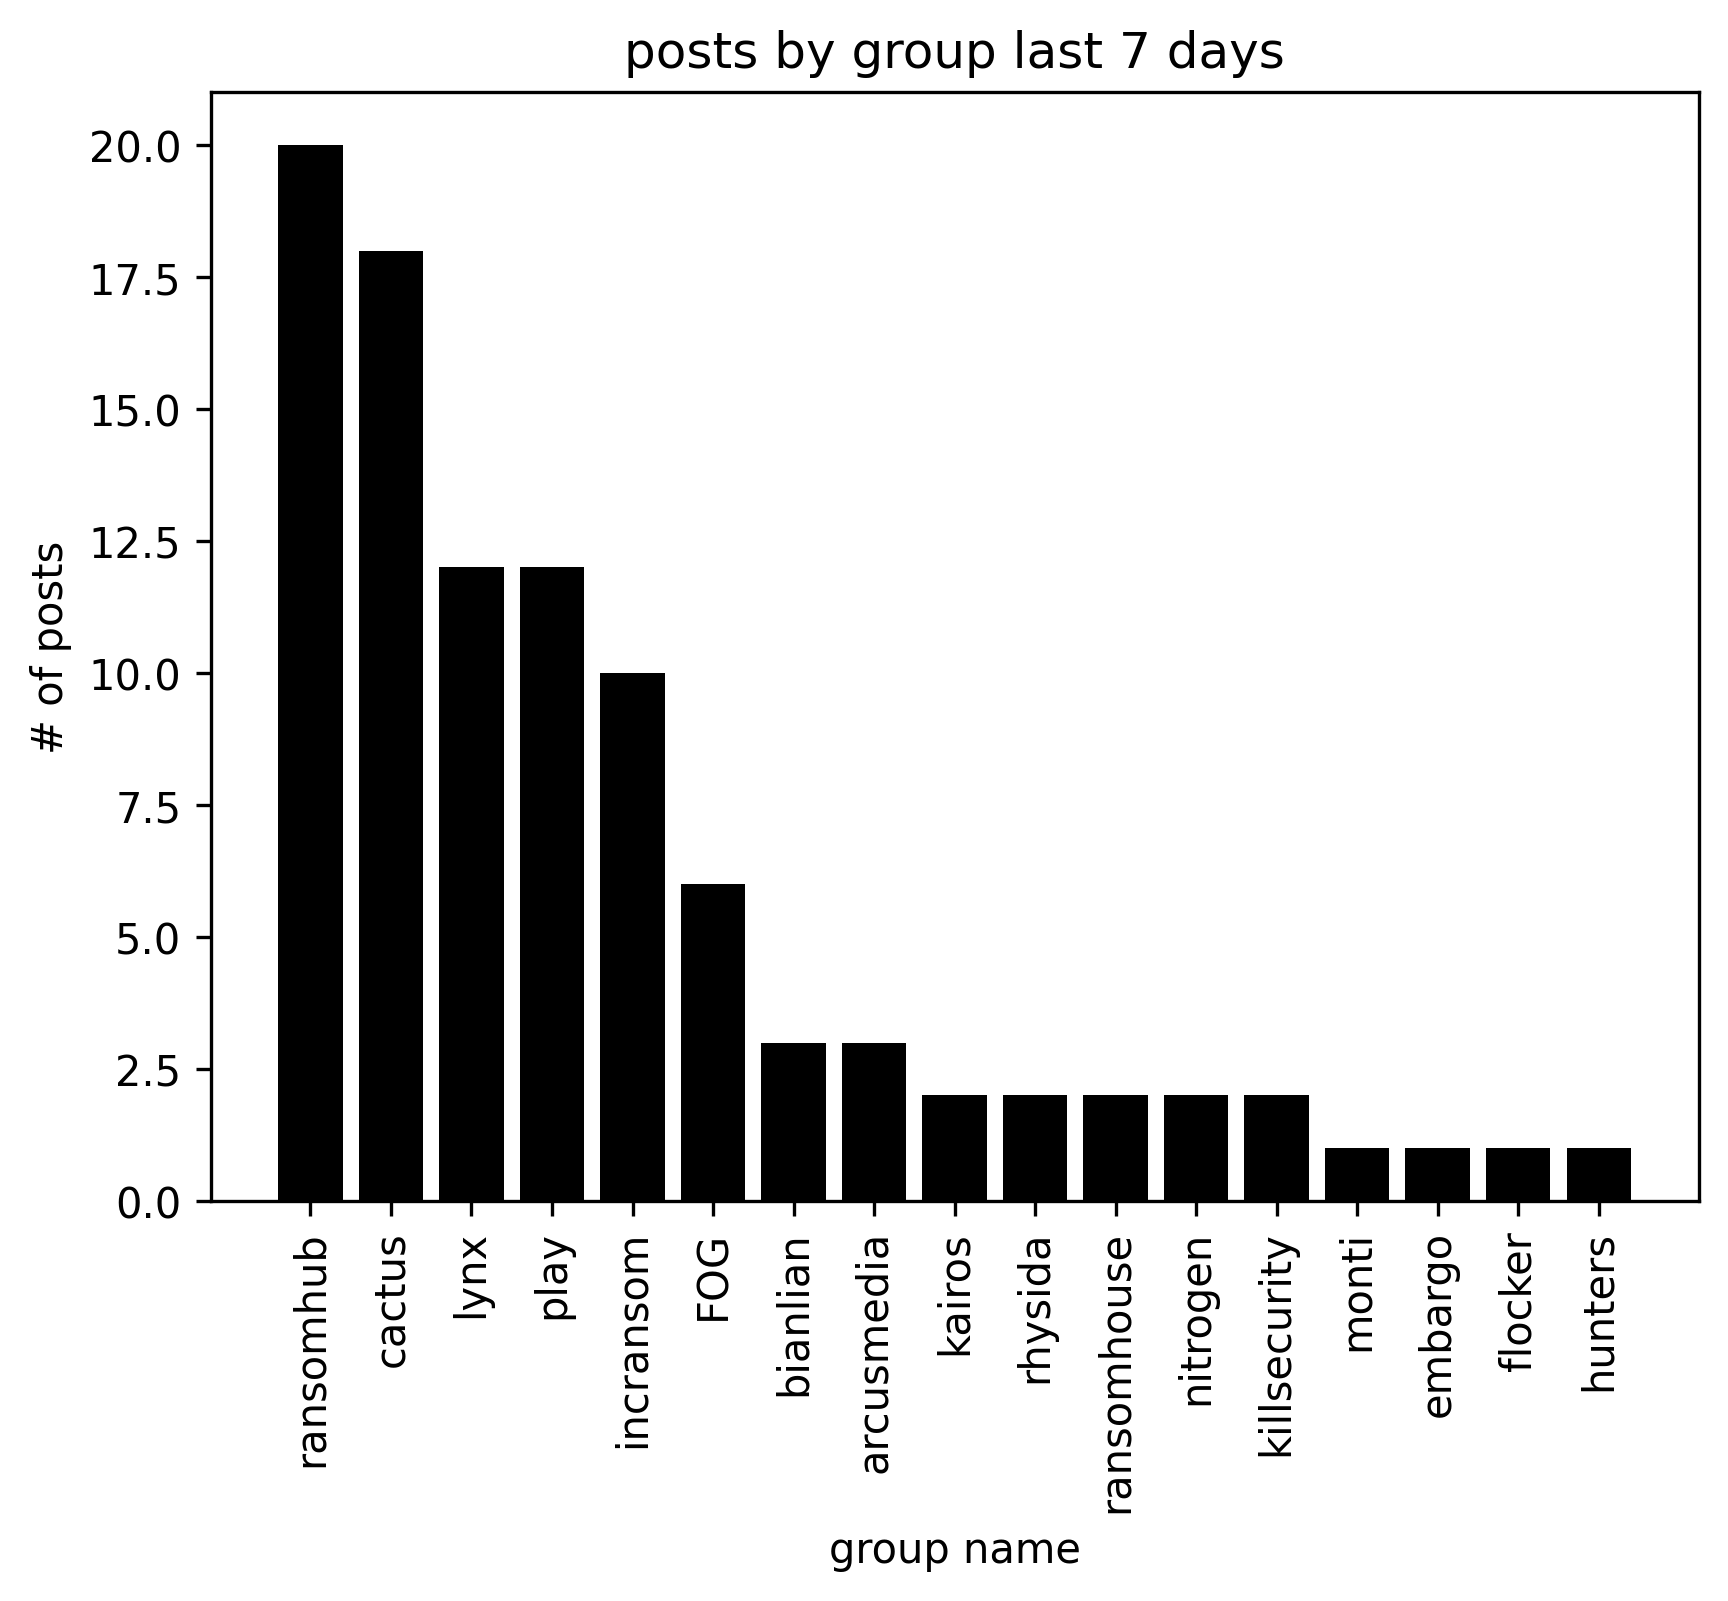 posts by group last 7 days
# of posts
20.0
17.5
15.0
12.5
10.0
7.5
5.0
2.5
0.0
ransomhub
cactus
lynx
play
incransom
FOG
bianlian
arcusmedia
kairos
rhysida
ransomhouse
nitrogen
killsecurity
monti
embargo
flocker
hunters
group name